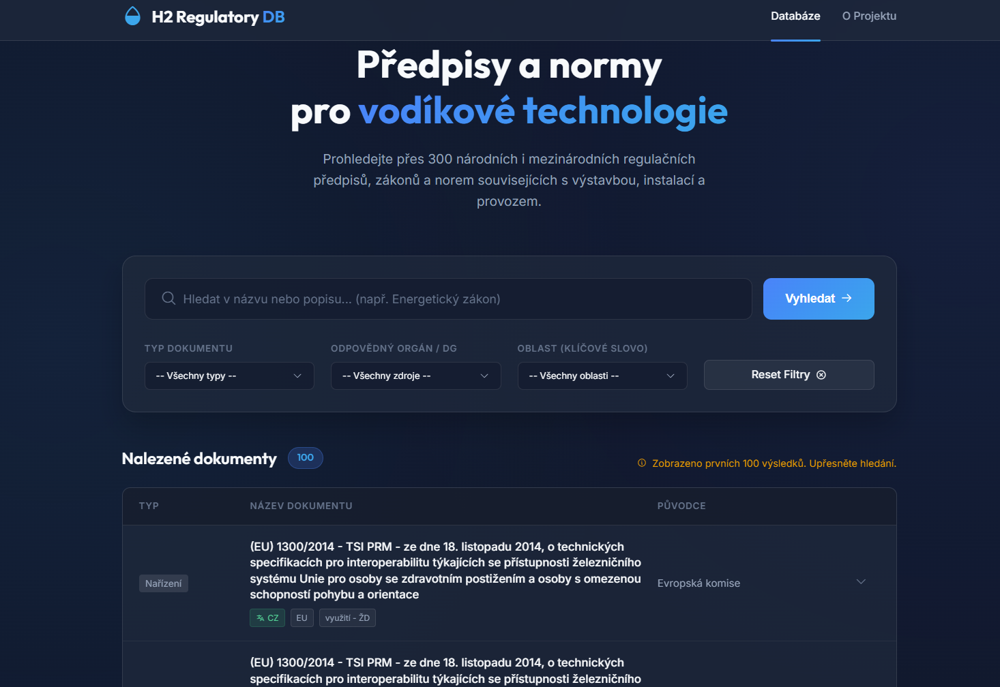 H2 Regulatory DB
Databáze
O Projektu
Předpisy a normy
pro vodíkové technologie
Prohledejte přes 300 národních i mezinárodních regulačních
předpisů, zákonů a norem souvisejících s výstavbou, instalací a
provozem.
Hledat v názvu nebo popisu... (např. Energetický zákon)
Vyhledat
TYP DOKUMENTU
ODPOVĚDNÝ ORGÁN / DG
OBLAST (KLÍČOVÉ SLOVO)
-- Všechny typy --
-- Všechny zdroje --
-- Všechny oblasti --
Reset Filtry
Nalezené dokumenty 100
Zobrazeno prvních 100 výsledků. Upřesněte hledání.
TYP
NÁZEV DOKUMENTU
PŮVODCE
Nařízení
(EU) 1300/2014 - TSI PRM - ze dne 18. listopadu 2014, o technických
specifikacích pro interoperabilitu týkajících se přístupnosti železničního
systému Unie pro osoby se zdravotním postižením a osoby s omezenou
schopností pohybu a orientace
CZ
EU
využití - ŽD
Evropská komise
(EU) 1300/2014 - TSI PRM - ze dne 18. listopadu 2014, o technických
specifikacích pro interoperabilitu týkajících se přístupnosti železničního